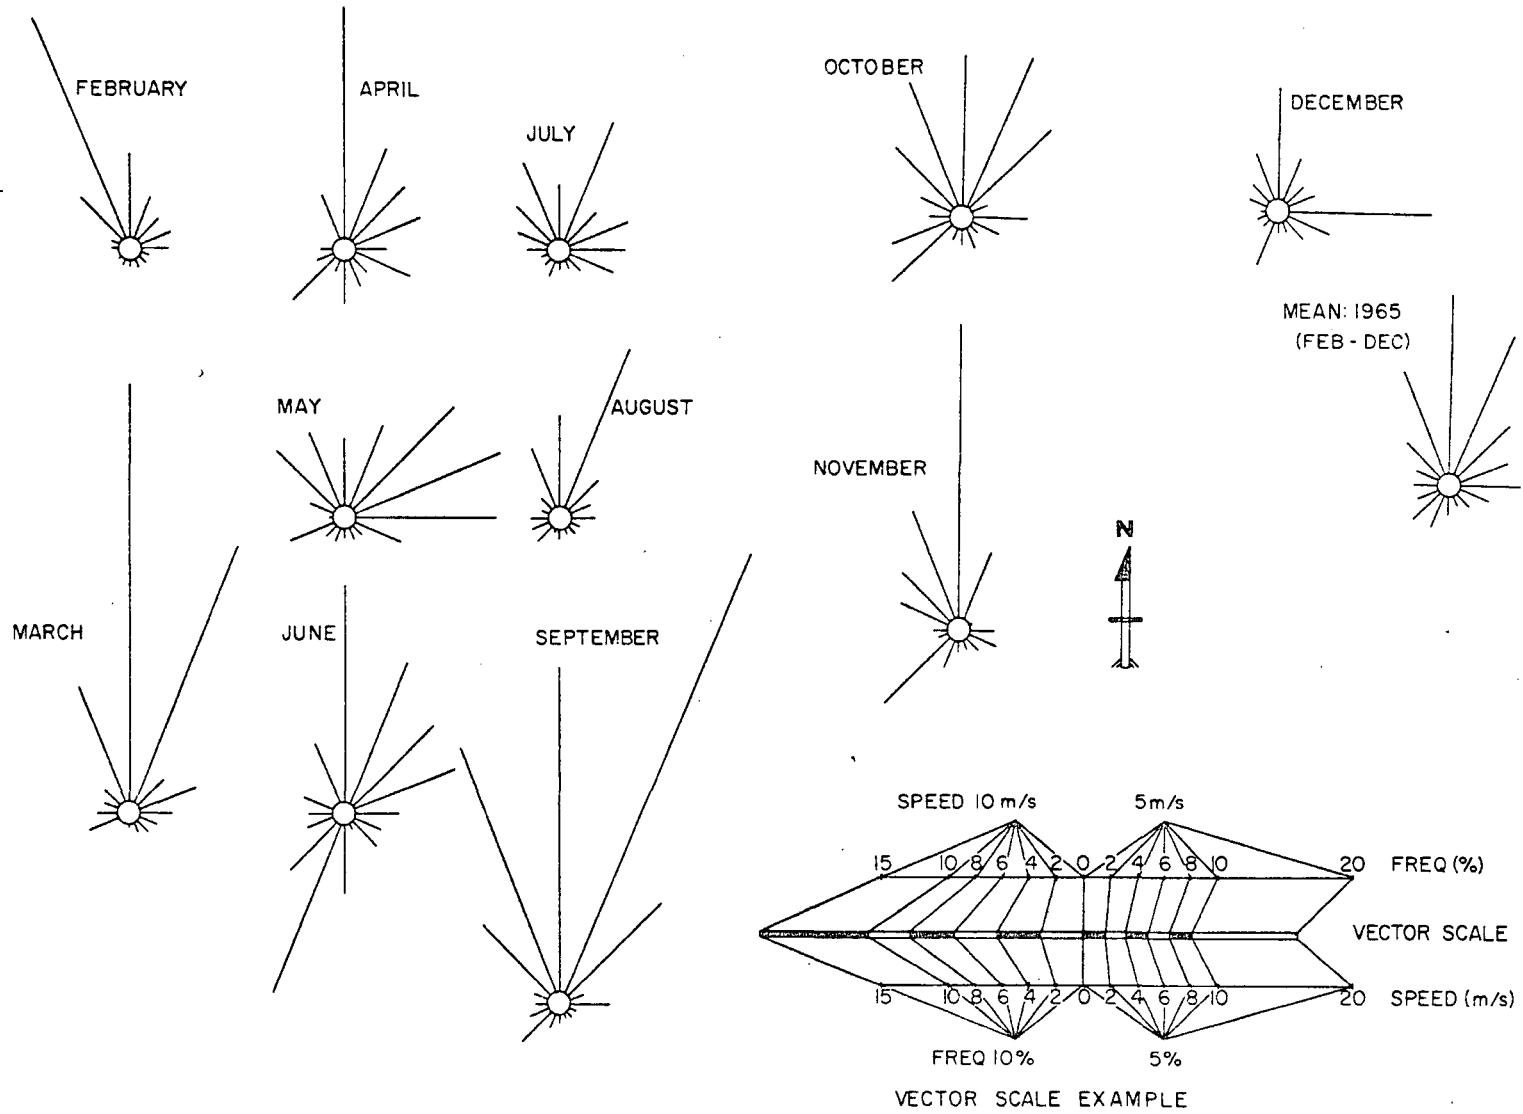 FEBRUARY
APRIL
JULY
OCTOBER
DECEMBER
MEAN: 1965
(FEB - DEC)
MAY
AUGUST
NOVEMBER
N
MARCH
JUNE
SEPTEMBER
SPEED 10 m/s 5 m/s
15 10 8 6 4 2 0 2 4 6 8 10 20 FREQ (%)
VECTOR SCALE
15 10 8 6 4 2 0 2 4 6 8 10 20 SPEED (m/s)
FREQ 10% 5%
VECTOR SCALE EXAMPLE